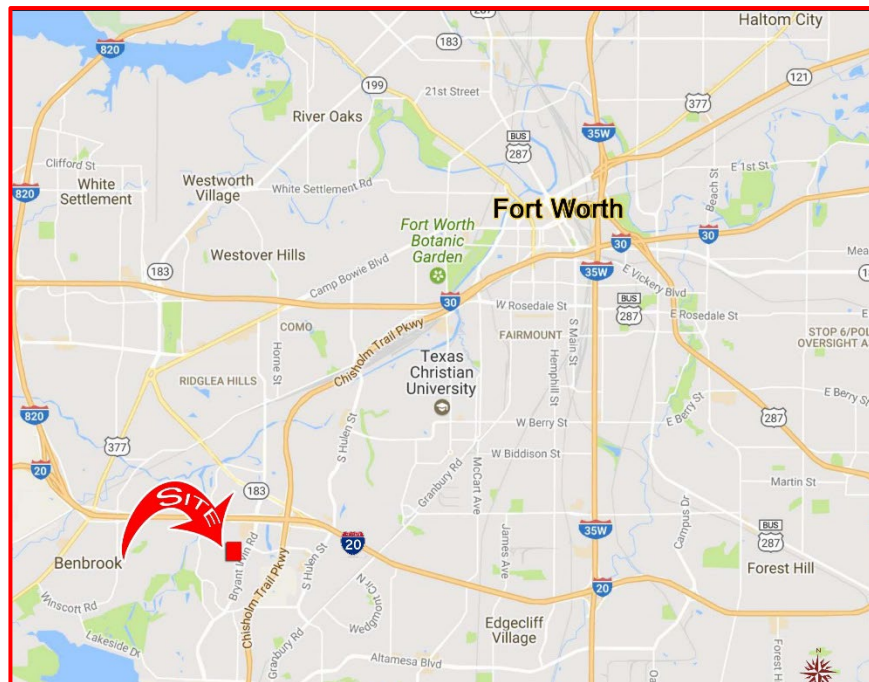 287
Haltom City
183
820
199
121
21st Street
377
River Oaks
BUS
287
35W
E 1st St
Clifford St
Beach St
White
Settlement
820
Westworth
Village
White Settlement Rd
Fort Worth
Fort Worth
Botanic
Garden
30
30
Westover Hills
183
35W
Camp Bowie Blvd
E Vickery Blvd
30
W Rosedale St
BUS
287
E Rosedale St
COMO
Chisholm Trail Pkwy
FAIRMOUNT
S Main St
STOP 6/POL
OVERSIGHT A
Horne St
Texas
Christian
University
Hemphill St
RIDGLEA HILLS
E Berry St
820
W Berry St
E Berry St
287
S Hulen St
377
20
W Biddison St
Granbury Rd
McCart Ave
Martin St
183
SITE
Campus Dr
BUS
287
35W
20
James Ave
Benbrook
Bryant Irvin Rd
S Hulen St
Forest Hill
20
Winscott Rd
Chisholm Trail Pkwy
Wedgmont Cir N
Edgecliff
Village
Lakeside Dr
Altamesa Blvd
Forest H
N